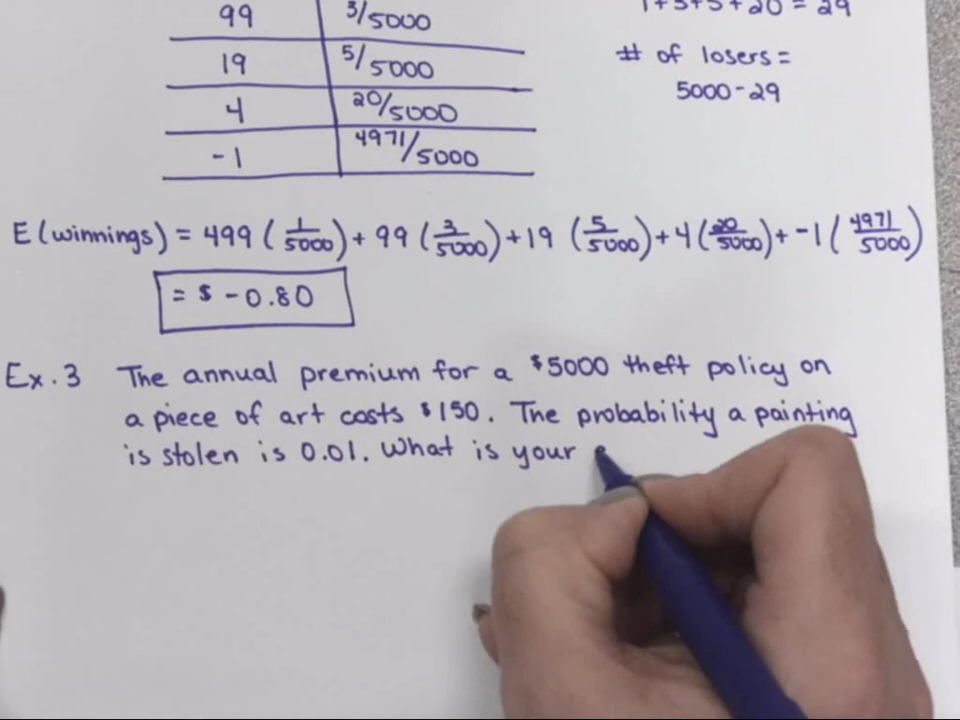 99 3/5000
1+3+5+20 = 29
19 5/5000
# of losers =
5000-29
4 20/5000
-1 4971/5000
E (winnings) = 499 (1/5000) + 99 (3/5000) + 19 (5/5000) + 4 (20/5000) + -1 (4971/5000)
= $ -0.80
Ex. 3 The annual premium for a $5000 theft policy on
a piece of art costs $150. The probability a painting
is stolen is 0.01. What is your